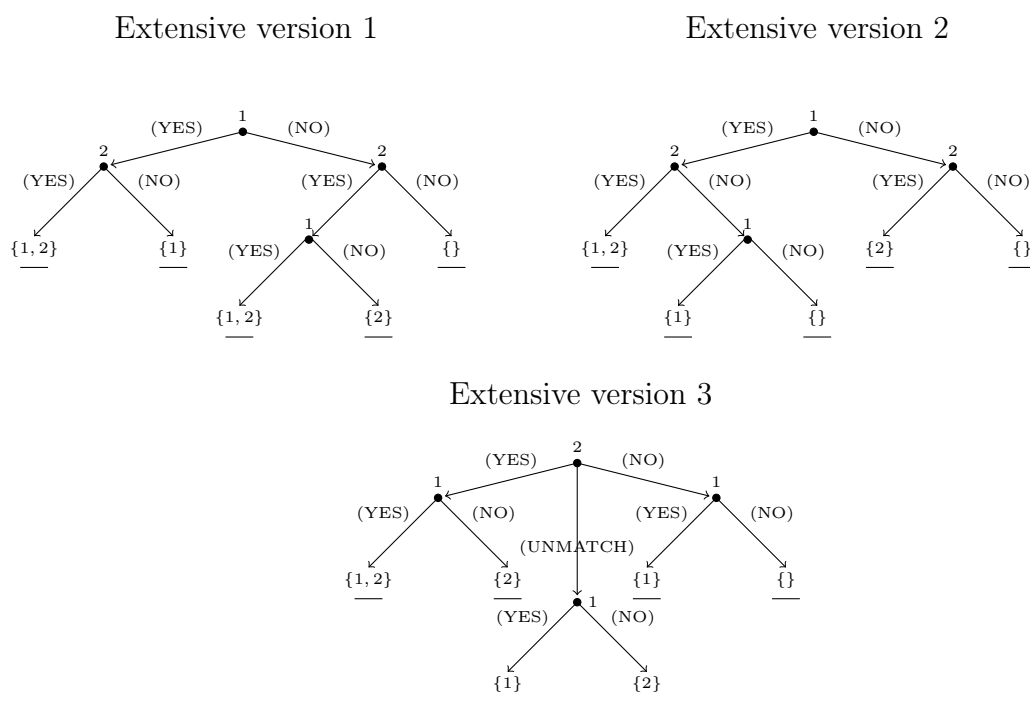 Extensive version 1
Extensive version 2
1
(YES)
(NO)
2
2
(YES)
(NO)
(YES)
(NO)
{1, 2}
{1}
1
{}
(YES)
(NO)
{1, 2}
{2}
1
(YES)
(NO)
2
2
(YES)
(NO)
(YES)
(NO)
{1, 2}
1
{2}
{}
(YES)
(NO)
{1}
{}
Extensive version 3
2
(YES)
(NO)
1
1
(YES)
(NO)
(YES)
(NO)
(UNMATCH)
{1, 2}
{2}
{1}
{}
1
(YES)
(NO)
{1}
{2}